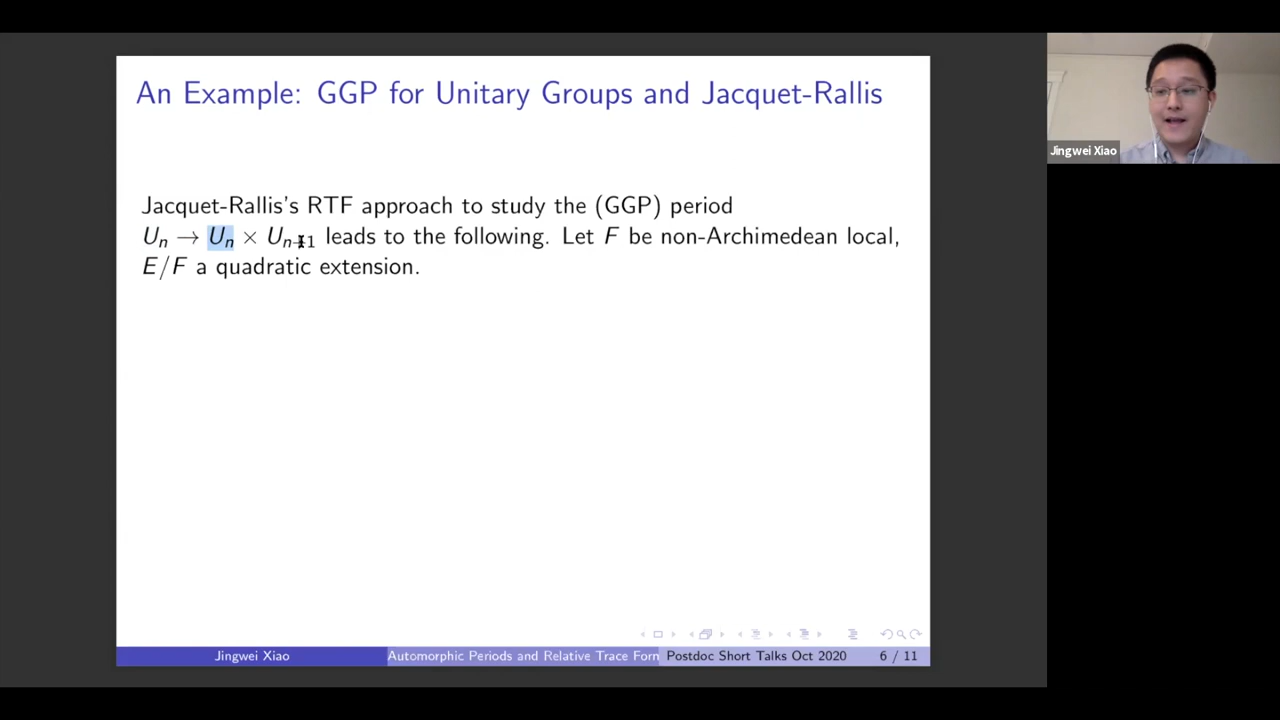 An Example: GGP for Unitary Groups and Jacquet-Rallis
Jingwei Xiao
Jacquet-Rallis's RTF approach to study the (GGP) period
Uₙ → Uₙ × Uₙ₊₁ leads to the following. Let F be non-Archimedean local,
E/F a quadratic extension.
Jingwei Xiao Automorphic Periods and Relative Trace Form Postdoc Short Talks Oct 2020 6 / 11